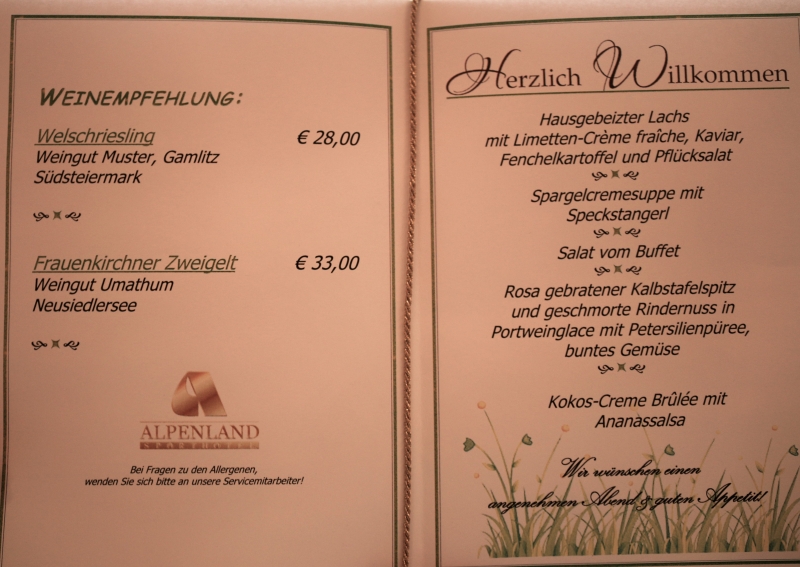 WEINEMPFEHLUNG:
Welschriesling € 28,00
Weingut Muster, Gamlitz
Südsteiermark
Frauenkirchner Zweigelt € 33,00
Weingut Umathum
Neusiedlersee
ALPENLAND
SPORTHOTEL
Bei Fragen zu den Allergenen,
wenden Sie sich bitte an unsere Servicemitarbeiter!
Herzlich Willkommen
Hausgebeizter Lachs
mit Limetten-Crème fraîche, Kaviar,
Fenchelkartoffel und Pflücksalat
Spargelcremesuppe mit
Speckstangerl
Salat vom Buffet
Rosa gebratener Kalbstafelspitz
und geschmorte Rindernuss in
Portweinglace mit Petersilienpüree,
buntes Gemüse
Kokos-Creme Brûlée mit
Ananassalsa
Wir wünschen einen
angenehmen Abend & guten Appetit!